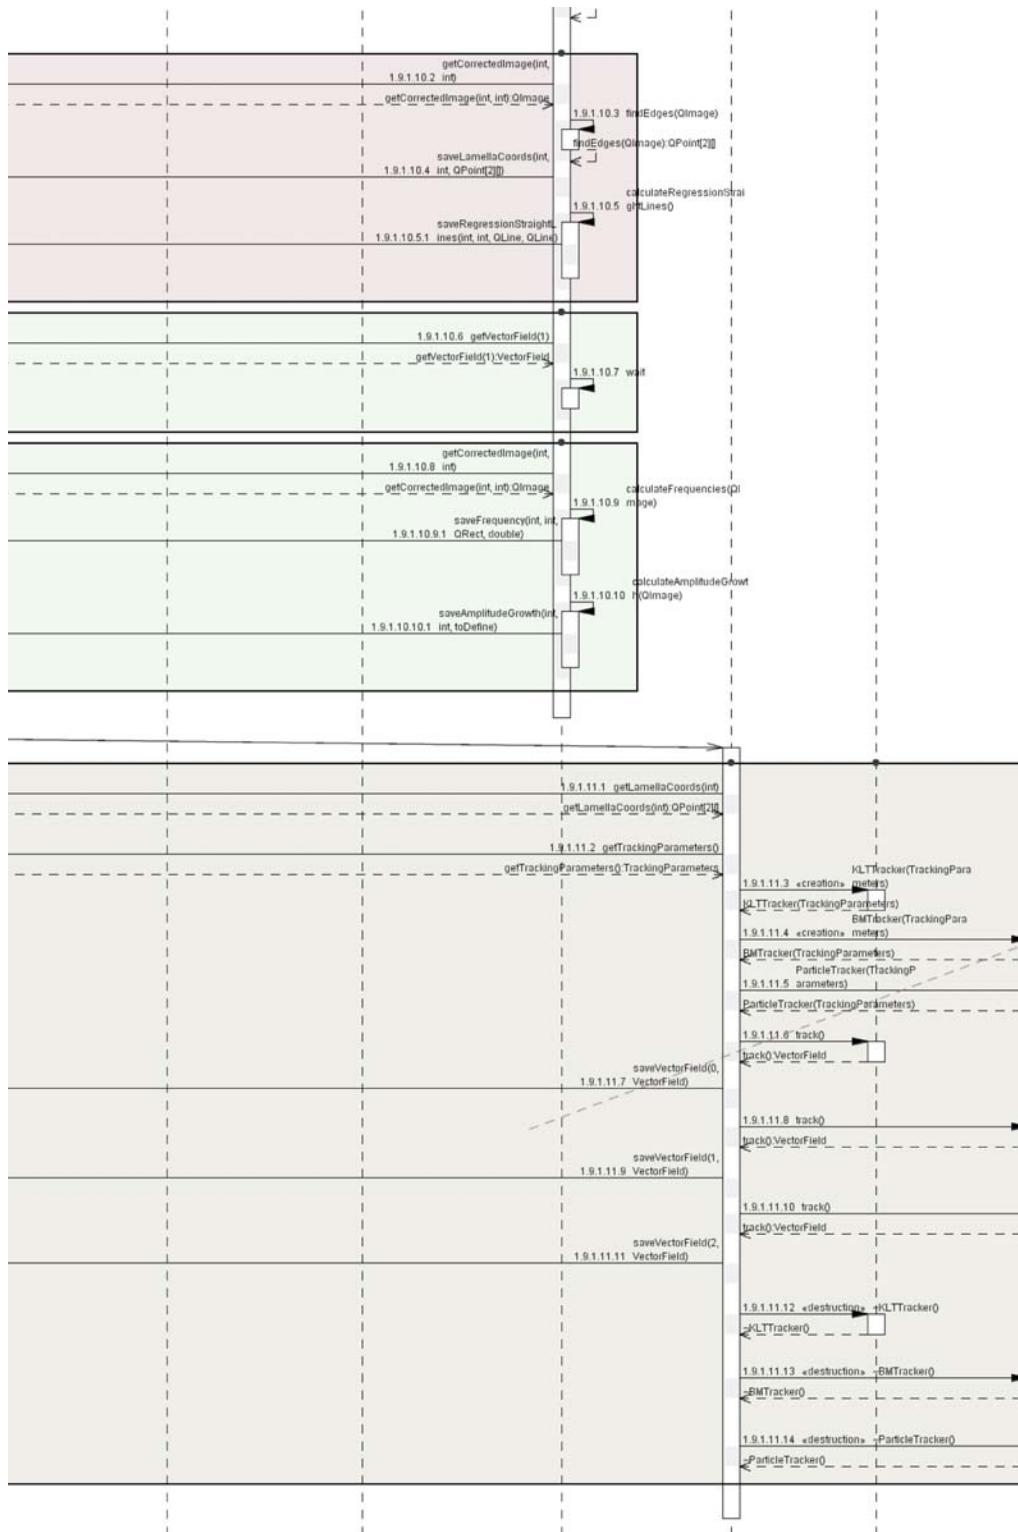 getCorrectedImage(int,
1.9.1.10.2 int)
getCorrectedImage(int, int):QImage
1.9.1.10.3 findEdges(QImage)
findEdges(QImage):QPoint[2][]
saveLamellaCoords(int,
1.9.1.10.4 int, QPoint[2][])
calculateRegressionStrai
1.9.1.10.5 ghtLines()
saveRegressionStraightL
1.9.1.10.5.1 ines(int, int, QLine, QLine)
1.9.1.10.6 getVectorField(1)
getVectorField(1):VectorField
1.9.1.10.7 wait
getCorrectedImage(int,
1.9.1.10.8 int)
getCorrectedImage(int, int):QImage
calculateFrequencies(QI
1.9.1.10.9 mage)
saveFrequency(int, int,
1.9.1.10.9.1 QRect, double)
calculateAmplitudeGrowt
1.9.1.10.10 h(QImage)
saveAmplitudeGrowth(int,
1.9.1.10.10.1 int, toDefine)
1.9.1.11.1 getLamellaCoords(int)
getLamellaCoords(int):QPoint[2][]
1.9.1.11.2 getTrackingParameters()
getTrackingParameters():TrackingParameters
KLTTracker(TrackingPara
1.9.1.11.3 «creation» meters)
KLTTracker(TrackingParameters)
BMTracker(TrackingPara
1.9.1.11.4 «creation» meters)
BMTracker(TrackingParameters)
ParticleTracker(TrackingP
1.9.1.11.5 arameters)
ParticleTracker(TrackingParameters)
1.9.1.11.6 track()
track():VectorField
saveVectorField(0,
1.9.1.11.7 VectorField)
1.9.1.11.8 track()
track():VectorField
saveVectorField(1,
1.9.1.11.9 VectorField)
1.9.1.11.10 track()
track():VectorField
saveVectorField(2,
1.9.1.11.11 VectorField)
1.9.1.11.12 «destruction» ~KLTTracker()
~KLTTracker()
1.9.1.11.13 «destruction» ~BMTracker()
~BMTracker()
1.9.1.11.14 «destruction» ~ParticleTracker()
~ParticleTracker()